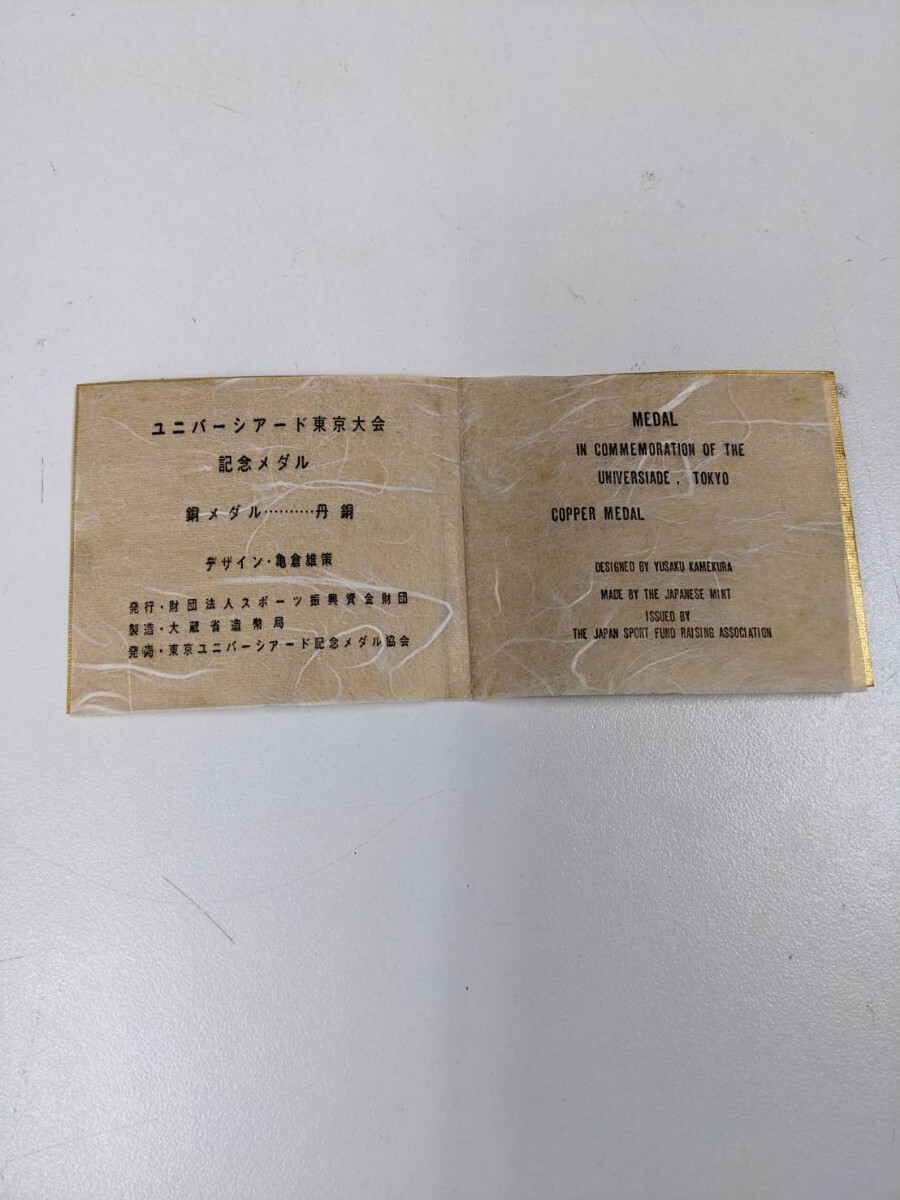 ユニバーシアード東京大会
記念メダル
銅メダル··········丹銅
デザイン・亀倉雄策
発行・財団法人スポーツ振興資金財団
製造・大蔵省造幣局
発売・東京ユニバーシアード記念メダル協会
MEDAL
IN COMMEMORATION OF THE
UNIVERSIADE , TOKYO
COPPER MEDAL
DESIGNED BY YUSAKU KAMEKURA
MADE BY THE JAPANESE MINT
ISSUED BY
THE JAPAN SPORT FUND RAISING ASSOCIATION